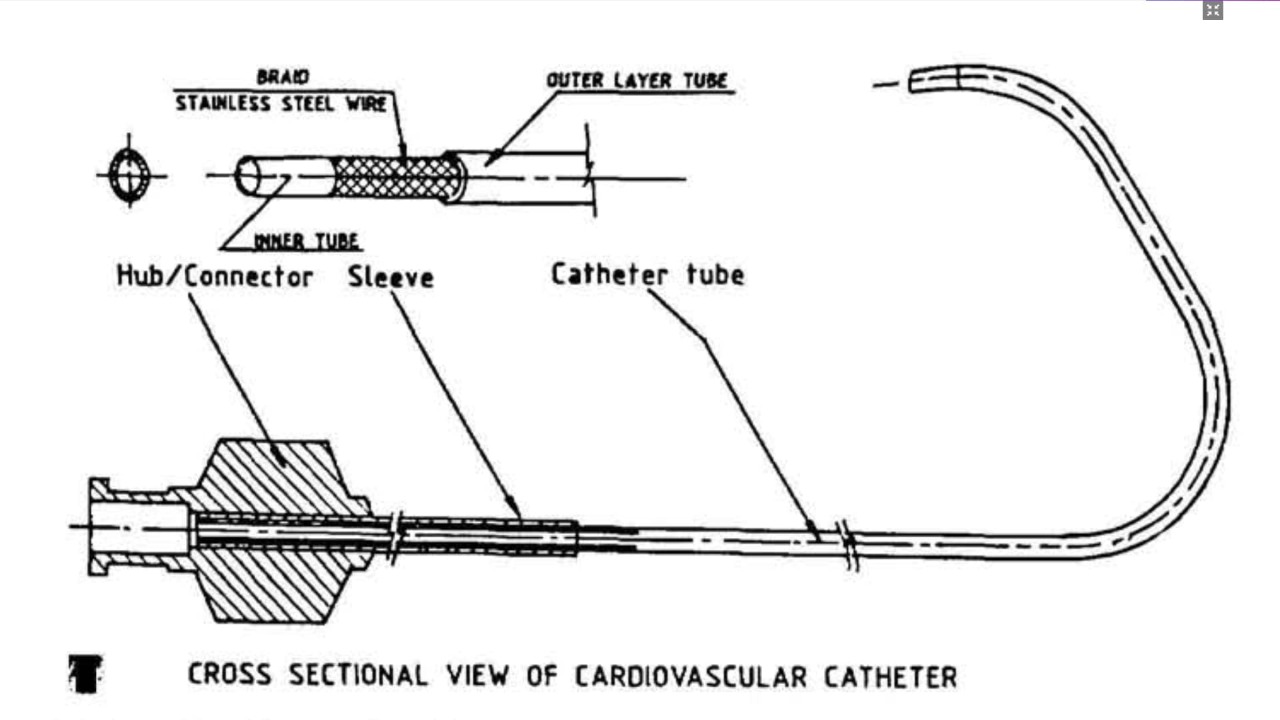 BRAID
STAINLESS STEEL WIRE
OUTER LAYER TUBE
INNER TUBE
Hub/Connector
Sleeve
Catheter tube
CROSS SECTIONAL VIEW OF CARDIOVASCULAR CATHETER